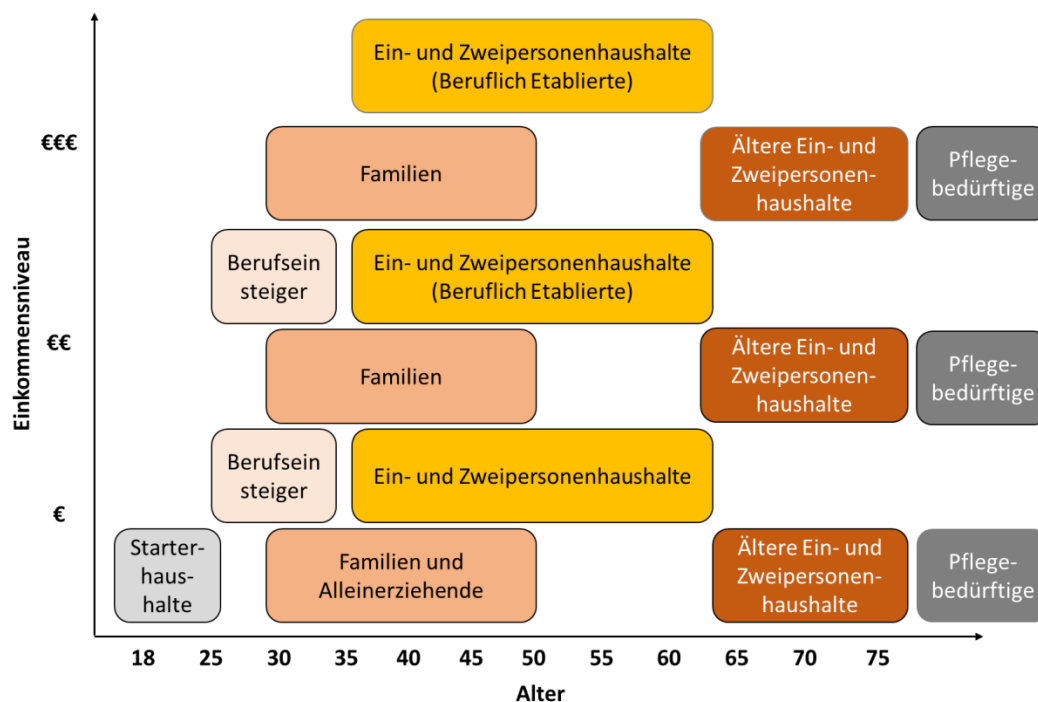 Ein- und Zweipersonenhaushalte
(Beruflich Etablierte)
€€€
Familien
Ältere Ein- und
Zweipersonen-
haushalte
Pflege-
bedürftige
Berufsein
steiger
Ein- und Zweipersonenhaushalte
(Beruflich Etablierte)
Einkommensniveau
€€
Familien
Ältere Ein- und
Zweipersonen-
haushalte
Pflege-
bedürftige
Berufsein
steiger
Ein- und Zweipersonenhaushalte
€
Starter-
haus-
halte
Familien und
Alleinerziehende
Ältere Ein- und
Zweipersonen-
haushalte
Pflege-
bedürftige
18 25 30 35 40 45 50 55 60 65 70 75
Alter